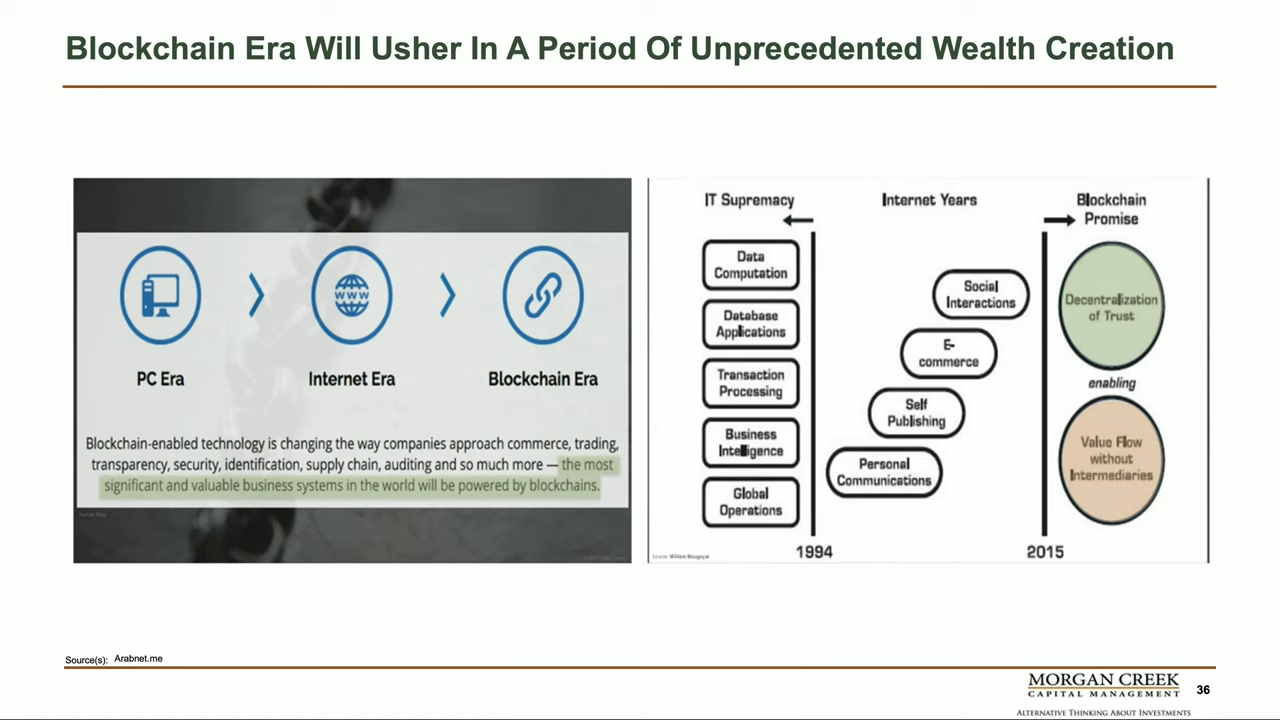 Blockchain Era Will Usher In A Period Of Unprecedented Wealth Creation
PC Era
Internet Era
Blockchain Era
WWW
Blockchain-enabled technology is changing the way companies approach commerce, trading,
transparency, security, identification, supply chain, auditing and so much more — the most
significant and valuable business systems in the world will be powered by blockchains.
IT Supremacy
Internet Years
Blockchain
Promise
Data
Computation
Database
Applications
Transaction
Processing
Business
Intelligence
Global
Operations
Social
Interactions
E-
commerce
Self
Publishing
Personal
Communications
Decentralization
of Trust
enabling
Value Flow
without
Intermediaries
Source: William Mougayar
1994
2015
Source(s): Arabnet.me
MORGAN CREEK
CAPITAL MANAGEMENT
ALTERNATIVE THINKING ABOUT INVESTMENTS
36